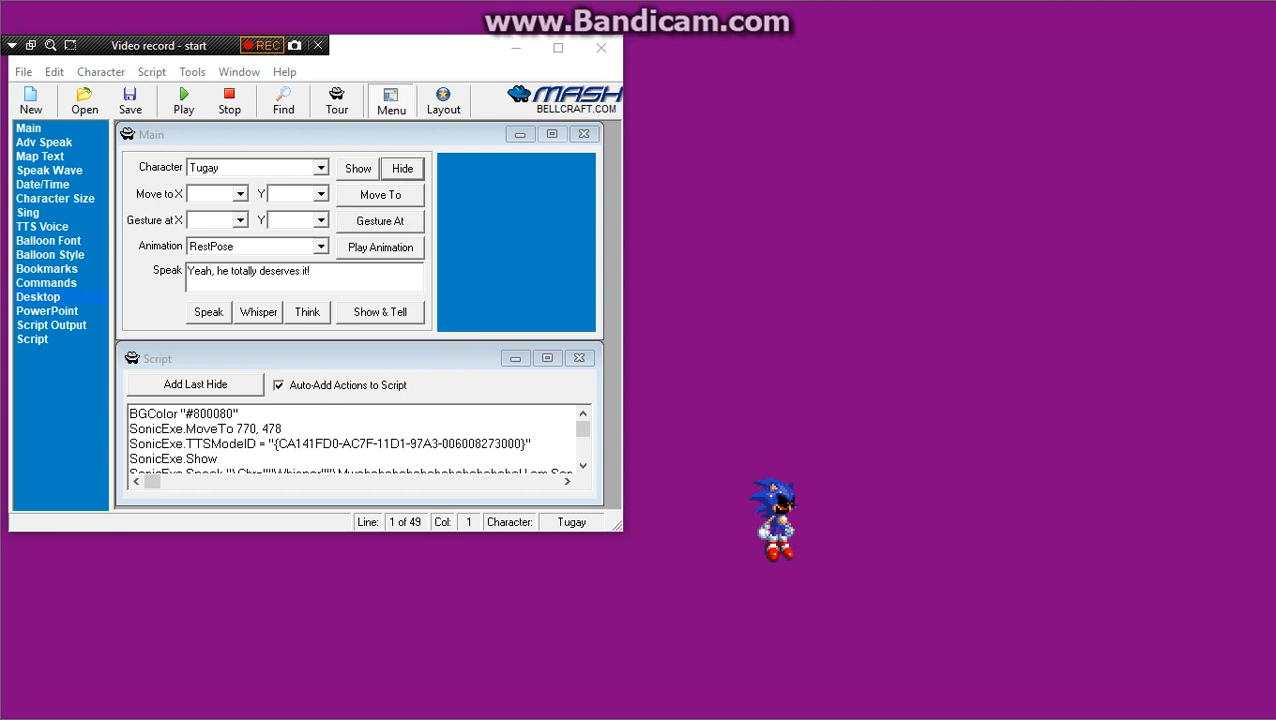 www.Bandicam.com
Video record - start
REC
File Edit Character Script Tools Window Help
New Open Save Play Stop Find Tour Menu Layout
MASH
BELLCRAFT.COM
Main
Adv Speak
Map Text
Speak Wave
Date/Time
Character Size
Sing
TTS Voice
Balloon Font
Balloon Style
Bookmarks
Commands
Desktop
PowerPoint
Script Output
Script
Main
Character Tugay Show Hide
Move to X Y Move To
Gesture at X Y Gesture At
Animation RestPose Play Animation
Speak Yeah, he totally deserves it!
Speak Whisper Think Show & Tell
Script
Add Last Hide Auto-Add Actions to Script
BGColor "#800080"
SonicExe.MoveTo 770, 478
SonicExe.TTSModeID = "{CA141FD0-AC7F-11D1-97A3-006008273000}"
SonicExe.Show
Line: 1 of 49 Col: 1 Character: Tugay